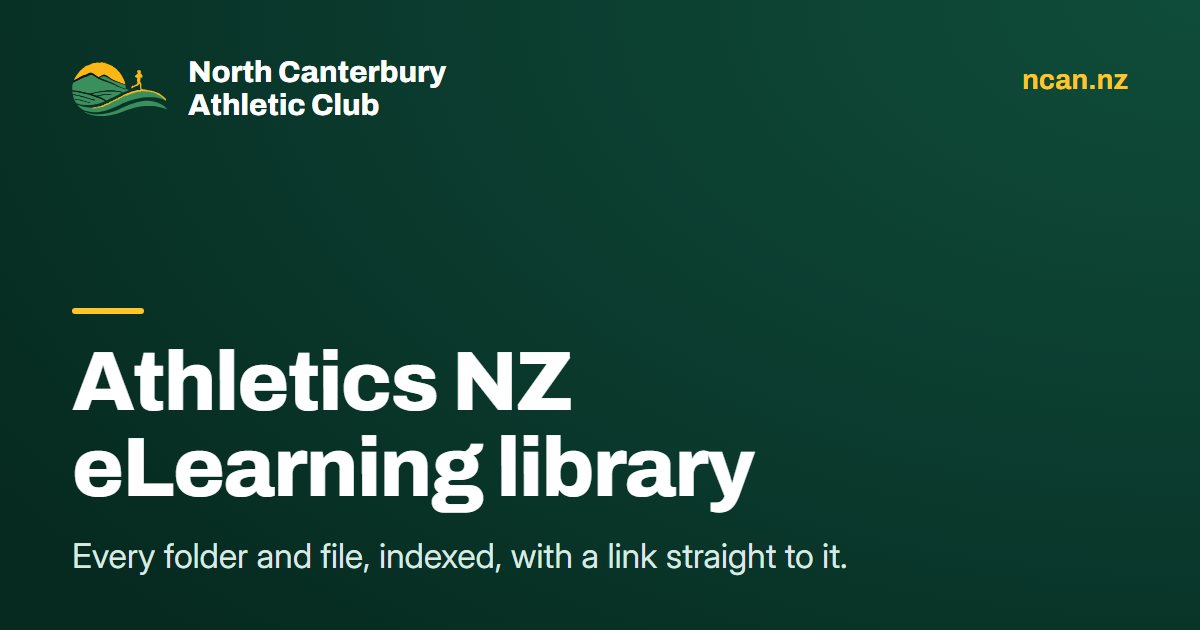 North Canterbury
Athletic Club
ncan.nz
Athletics NZ
eLearning library
Every folder and file, indexed, with a link straight to it.